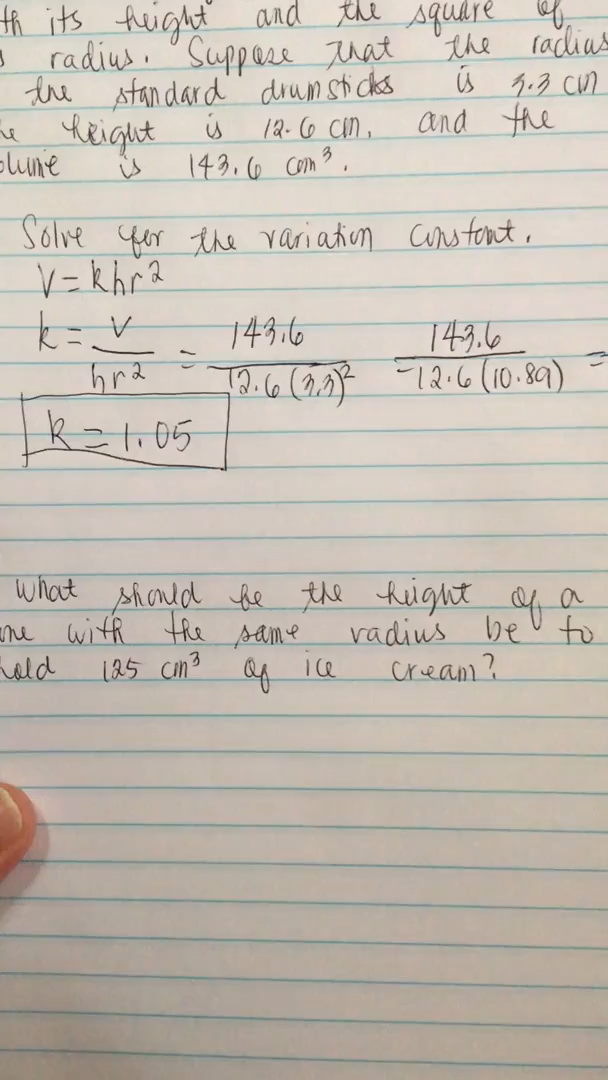 th its height and the square of
s radius. Suppose that the radius
the standard drumsticks is 3.3 cm
he height is 12.6 cm, and the
olume is 143.6 cm³.
Solve for the variation constant.
V = khr²
k = V/hr² = 143.6/12.6(3.3)² = 143.6/12.6(10.89) =
k = 1.05
What should be the height of a
one with the same radius be to
hold 125 cm³ of ice cream?